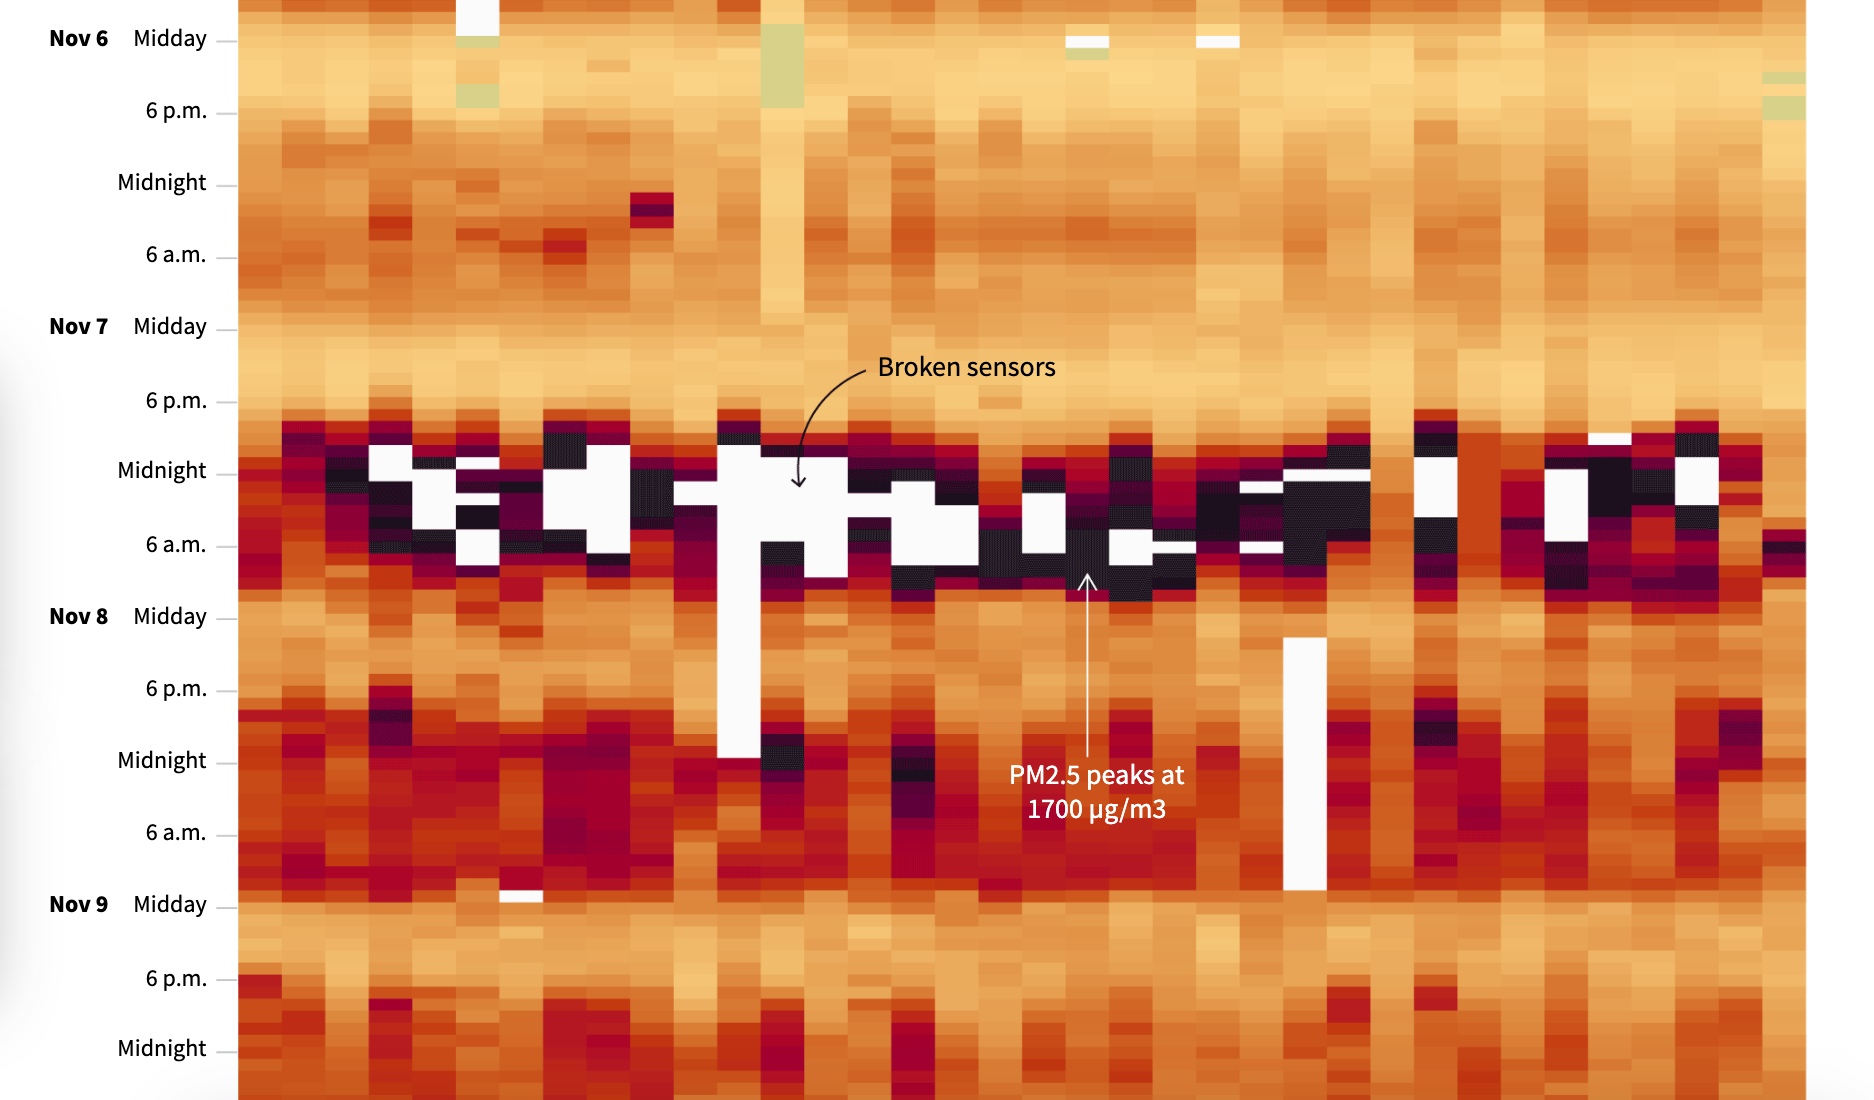 Nov 6 Midday
6 p.m.
Midnight
6 a.m.
Nov 7 Midday
Broken sensors
6 p.m.
Midnight
6 a.m.
Nov 8 Midday
6 p.m.
Midnight
PM2.5 peaks at
1700 µg/m3
6 a.m.
Nov 9 Midday
6 p.m.
Midnight